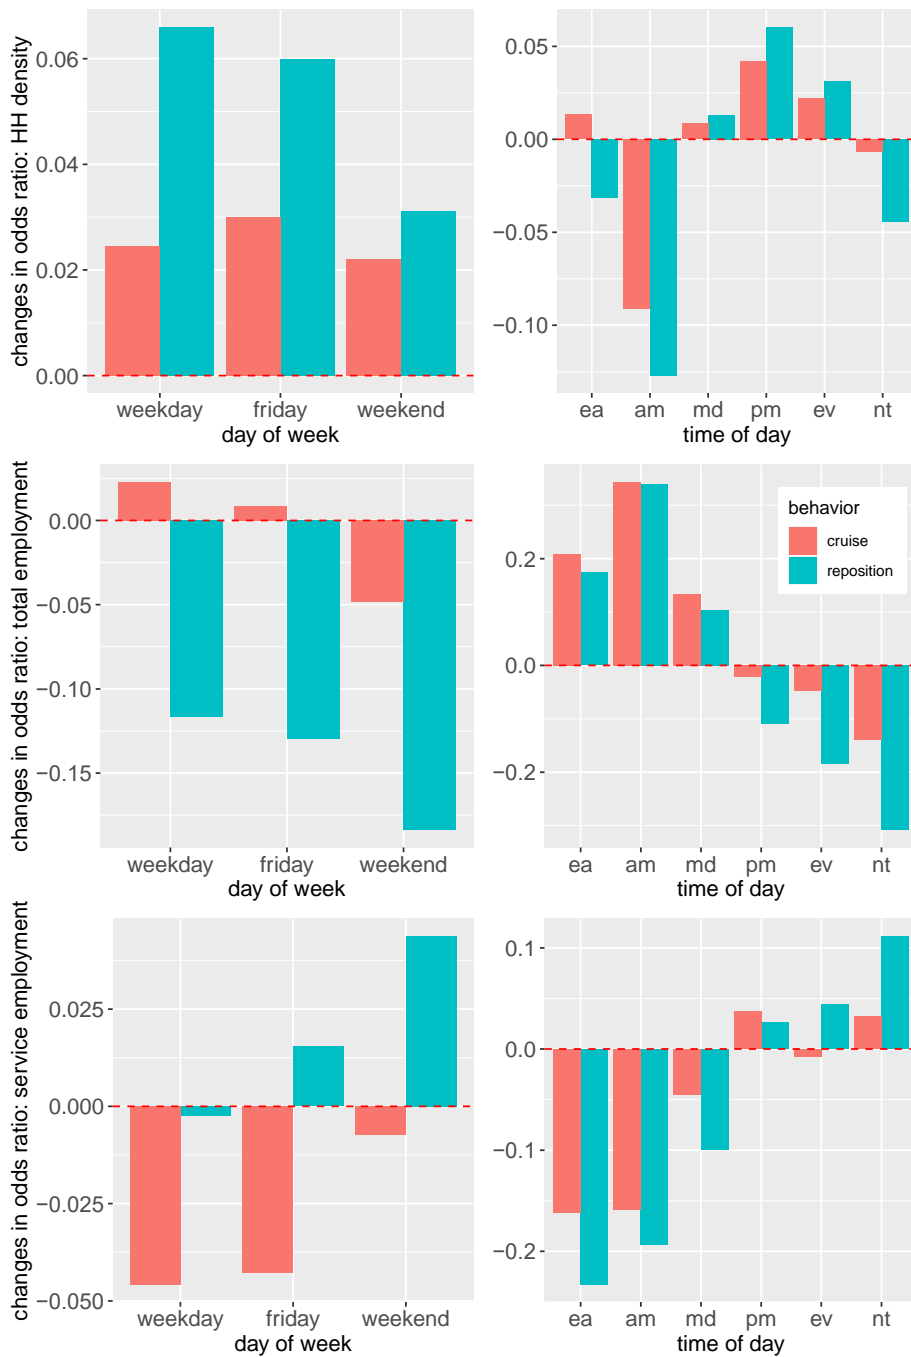 changes in odds ratio: HH density
0.06
0.04
0.02
0.00
weekday friday weekend
day of week
0.05
0.00
−0.05
−0.10
ea am md pm ev nt
time of day
changes in odds ratio: total employment
0.00
−0.05
−0.10
−0.15
weekday friday weekend
day of week
0.2
0.0
−0.2
behavior
cruise
reposition
ea am md pm ev nt
time of day
changes in odds ratio: service employment
0.025
0.000
−0.025
−0.050
weekday friday weekend
day of week
0.1
0.0
−0.1
−0.2
ea am md pm ev nt
time of day